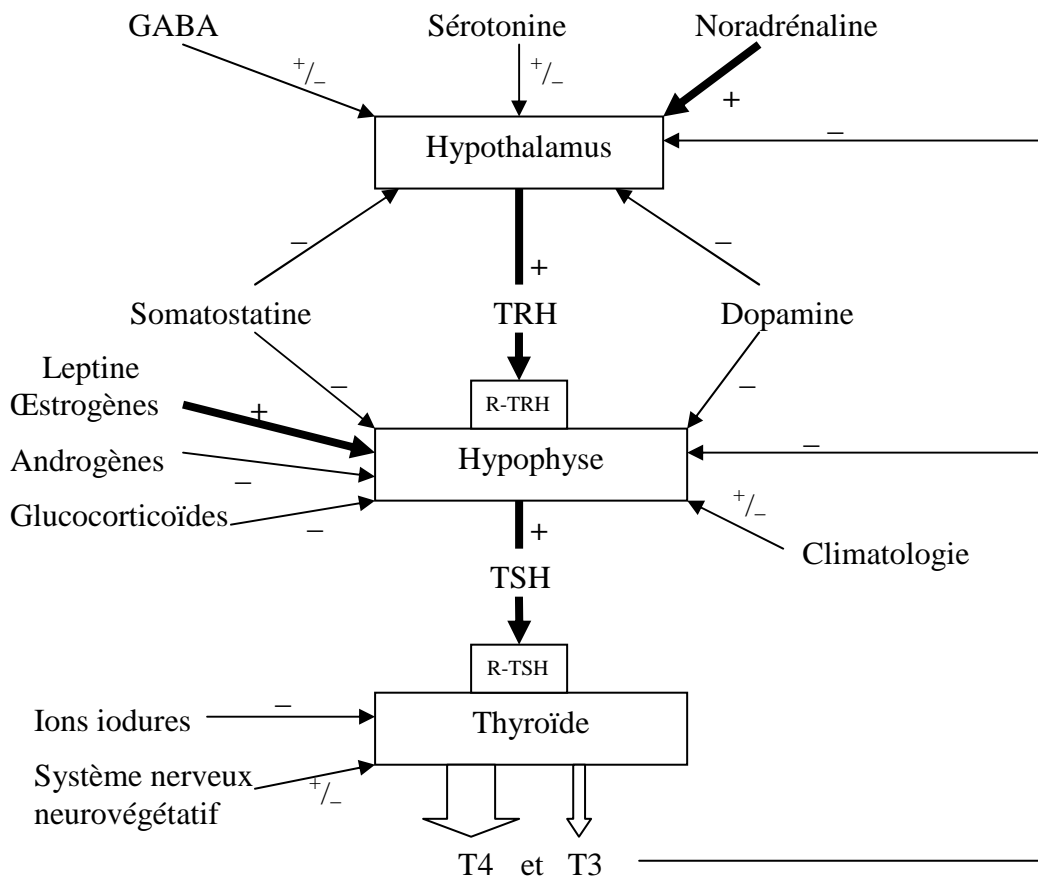 GABA
Sérotonine
Noradrénaline
+/−
+/−
+
Hypothalamus
−
−
−
+
Somatostatine
TRH
Dopamine
Leptine
Œstrogènes
+
−
−
R-TRH
Androgènes
−
Hypophyse
−
Glucocorticoïdes
−
+
+/−
Climatologie
TSH
R-TSH
Ions iodures
−
Thyroïde
Système nerveux
neurovégétatif
+/−
T4 et T3